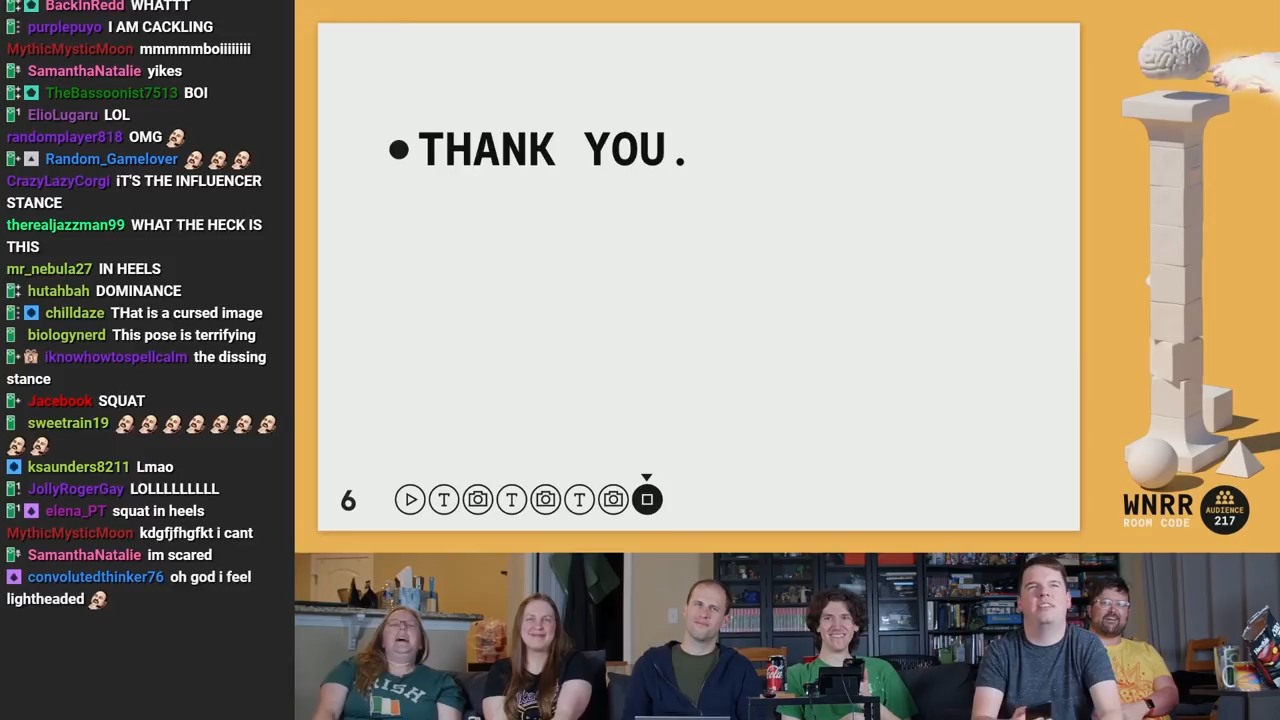 BackInRedd WHATTT
purplepuyo I AM CACKLING
MythicMysticMoon mmmmmboiiiiiiii
SamanthaNatalie yikes
TheBassoonist7513 BOI
ElioLugaru LOL
randomplayer818 OMG
Random_Gamelover
CrazyLazyCorgi iT'S THE INFLUENCER
STANCE
therealjazzman99 WHAT THE HECK IS
THIS
mr_nebula27 IN HEELS
hutahbah DOMINANCE
chilldaze THat is a cursed image
biologynerd This pose is terrifying
iknowhowtospellcalm the dissing
stance
Jacebook SQUAT
sweetrain19
ksaunders8211 Lmao
JollyRogerGay LOLLLLLLLL
elena_PT squat in heels
MythicMysticMoon kdgfjfhgfkt i cant
SamanthaNatalie im scared
convolutedthinker76 oh god i feel
lightheaded
• THANK YOU.
6
T
T
T
WNRR
ROOM CODE
AUDIENCE
217